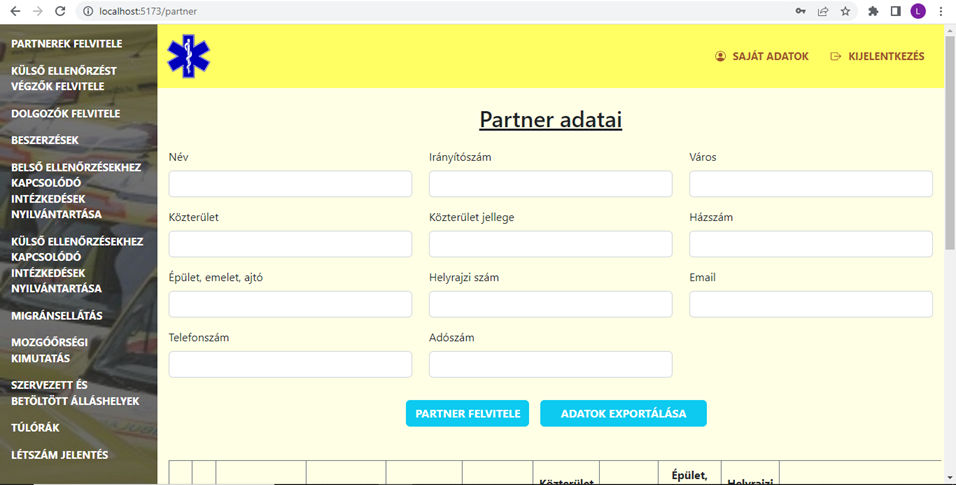 localhost:5173/partner
L
PARTNEREK FELVITELE
KÜLSŐ ELLENŐRZÉST
VÉGZŐK FELVITELE
DOLGOZÓK FELVITELE
BESZERZÉSEK
BELSŐ ELLENŐRZÉSEKHEZ
KAPCSOLÓDÓ
INTÉZKEDÉSEK
NYILVÁNTARTÁSA
KÜLSŐ ELLENŐRZÉSEKHEZ
KAPCSOLÓDÓ
INTÉZKEDÉSEK
NYILVÁNTARTÁSA
MIGRÁNSELLÁTÁS
MOZGÓŐRSÉGI
KIMUTATÁS
SZERVEZETT ÉS
BETÖLTÖTT ÁLLÁSHELYEK
TÚLÓRÁK
LÉTSZÁM JELENTÉS
SAJÁT ADATOK KIJELENTKEZÉS
Partner adatai
Név Irányítószám Város
Közterület Közterület jellege Házszám
Épület, emelet, ajtó Helyrajzi szám Email
Telefonszám Adószám
PARTNER FELVITELE ADATOK EXPORTÁLÁSA
Épület,
Közterület Helyrajzi